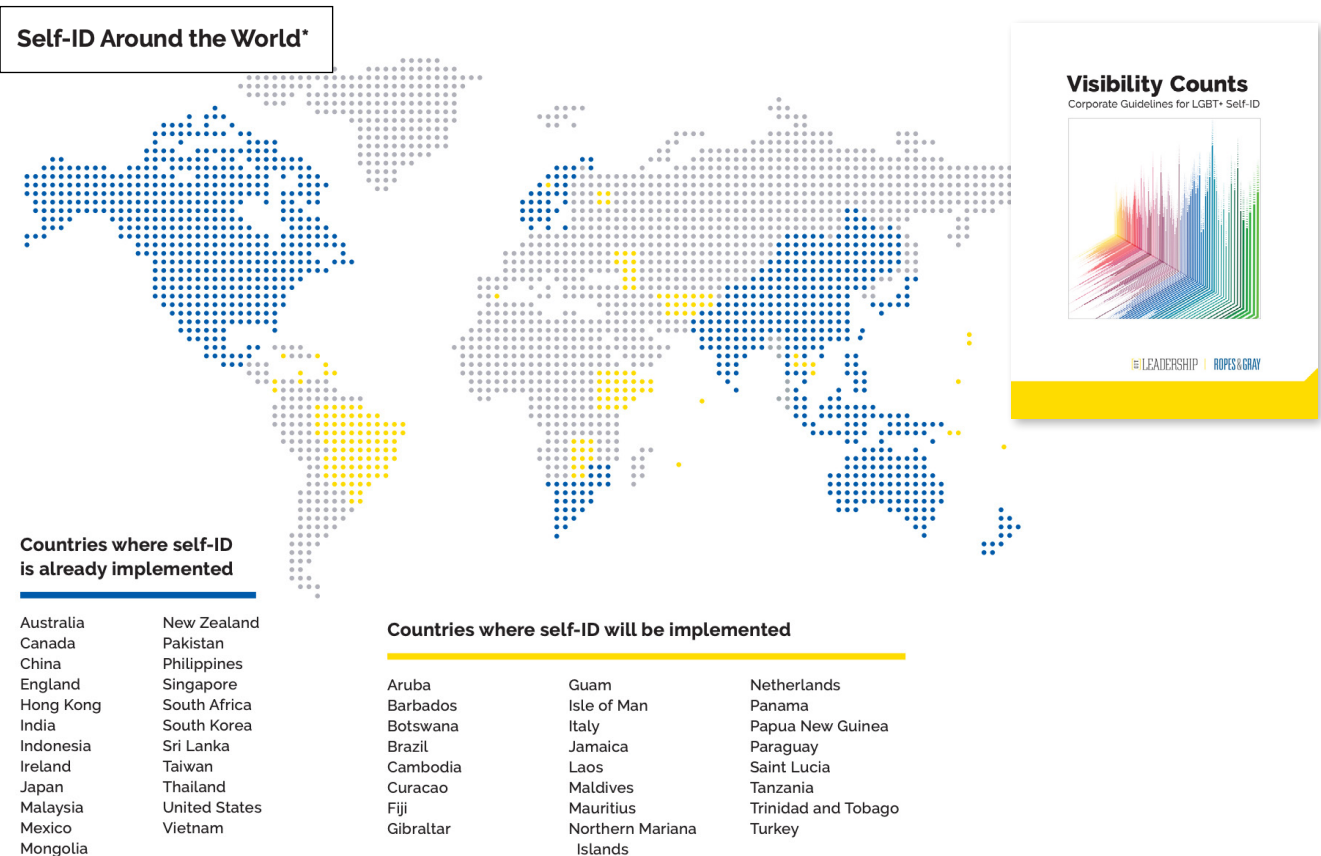 Self-ID Around the World*
Visibility Counts
Corporate Guidelines for LGBT+ Self-ID
LEADERSHIP | ROPES&GRAY
Countries where self-ID
is already implemented
Australia
Canada
China
England
Hong Kong
India
Indonesia
Ireland
Japan
Malaysia
Mexico
Mongolia
New Zealand
Pakistan
Philippines
Singapore
South Africa
South Korea
Sri Lanka
Taiwan
Thailand
United States
Vietnam
Countries where self-ID will be implemented
Aruba
Barbados
Botswana
Brazil
Cambodia
Curacao
Fiji
Gibraltar
Guam
Isle of Man
Italy
Jamaica
Laos
Maldives
Mauritius
Northern Mariana
Islands
Netherlands
Panama
Papua New Guinea
Paraguay
Saint Lucia
Tanzania
Trinidad and Tobago
Turkey